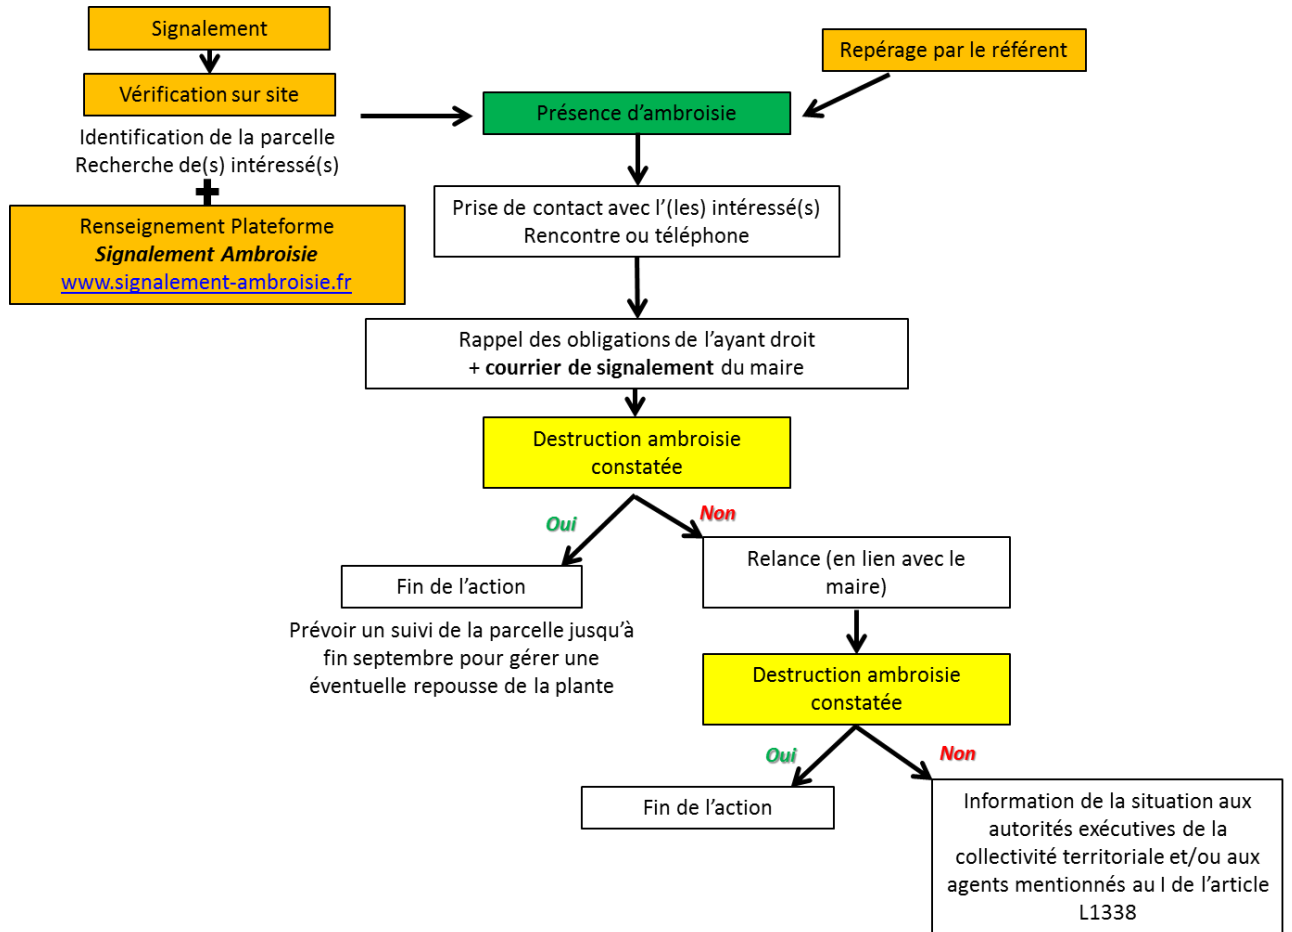 Signalement
Repérage par le référent
Vérification sur site
Présence d'ambroisie
Identification de la parcelle
Recherche de(s) intéressé(s)
+
Renseignement Plateforme
Signalement Ambroisie
www.signalement-ambroisie.fr
Prise de contact avec l'(les) intéressé(s)
Rencontre ou téléphone
Rappel des obligations de l'ayant droit
+ courrier de signalement du maire
Destruction ambroisie
constatée
Oui
Non
Fin de l'action
Prévoir un suivi de la parcelle jusqu'à
fin septembre pour gérer une
éventuelle repousse de la plante
Relance (en lien avec le
maire)
Destruction ambroisie
constatée
Oui
Non
Fin de l'action
Information de la situation aux
autorités exécutives de la
collectivité territoriale et/ou aux
agents mentionnés au I de l'article
L1338